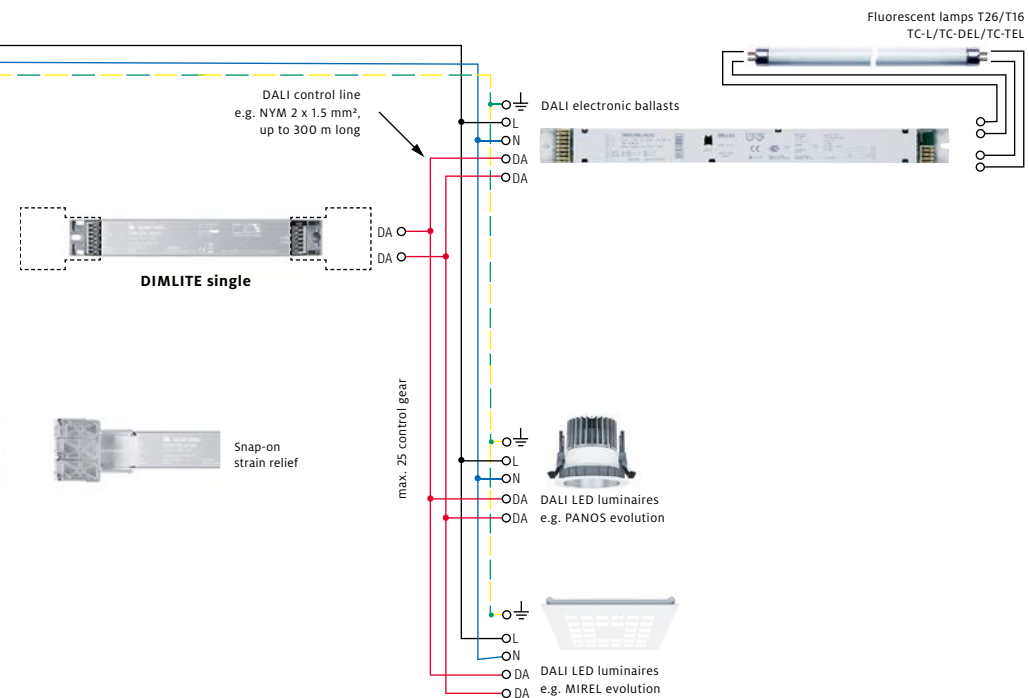 Fluorescent lamps T26/T16
TC-L/TC-DEL/TC-TEL
DALI control line
e.g. NYM 2 x 1.5 mm²,
up to 300 m long
DALI electronic ballasts
L
N
DA
DA
DA
DA
DIMLITE single
max. 25 control gear
Snap-on
strain relief
L
N
DA
DA
DALI LED luminaires
e.g. PANOS evolution
L
N
DA
DA
DALI LED luminaires
e.g. MIREL evolution